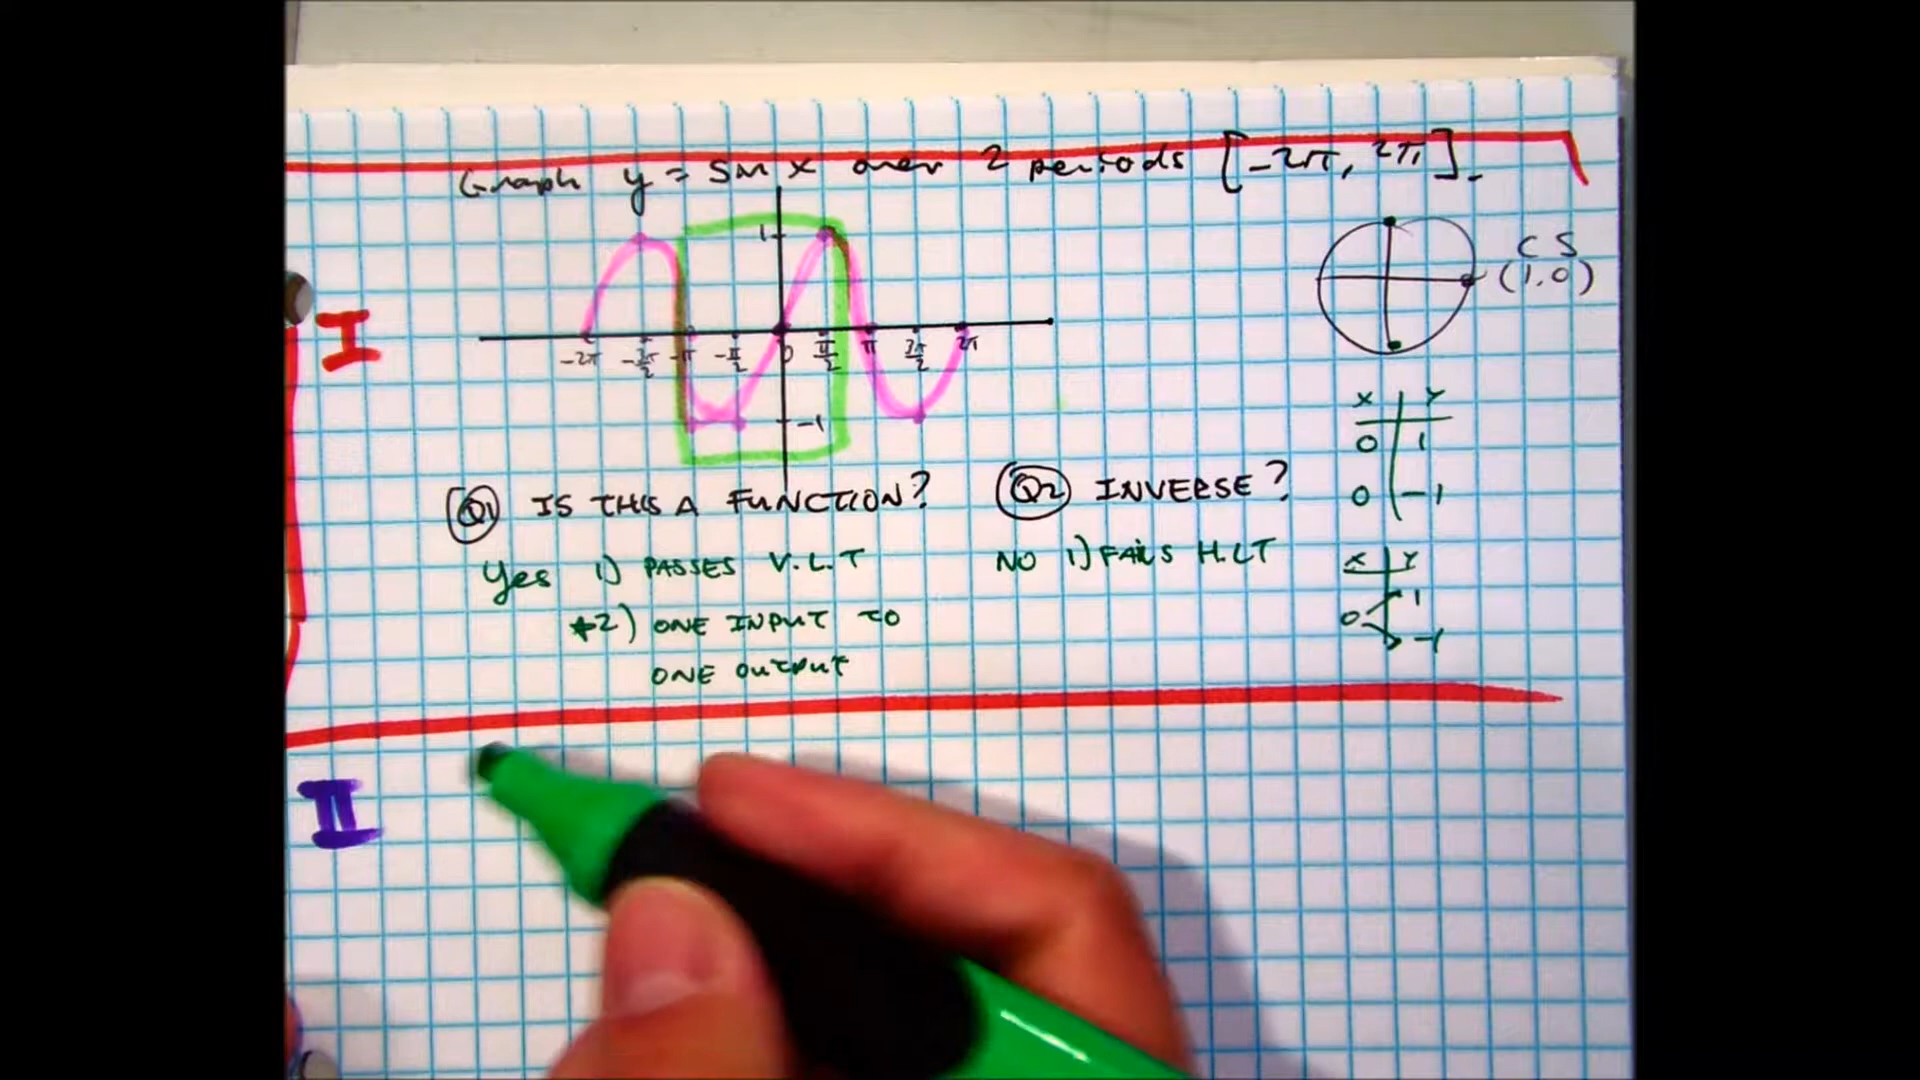 Graph y = sin x over 2 periods [-2π, 2π].
I
1
-2π -3π/2 -π -π/2 0 π/2 π 3π/2 2π
-1
C S
(1,0)
X Y
0 1
0 -1
Q1 IS THIS A FUNCTION?
Yes 1) PASSES V.L.T
*2) ONE INPUT TO
ONE OUTPUT
Q2 INVERSE?
NO 1) FAILS H.LT
X Y
0 1
-1
II